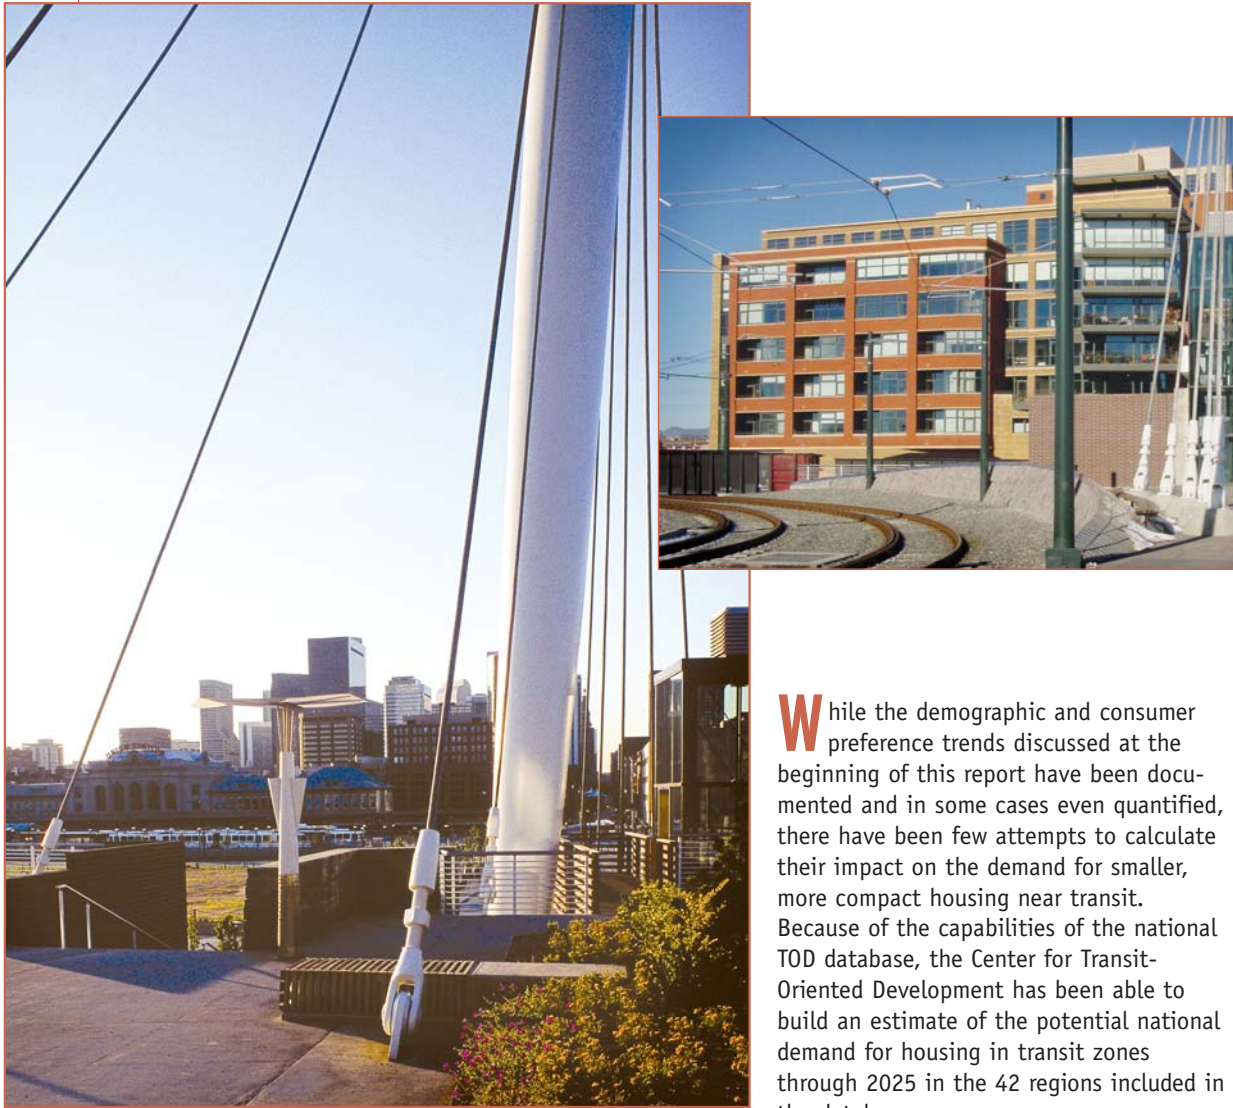 While the demographic and consumer
preference trends discussed at the
beginning of this report have been docu-
mented and in some cases even quantified,
there have been few attempts to calculate
their impact on the demand for smaller,
more compact housing near transit.
Because of the capabilities of the national
TOD database, the Center for Transit-
Oriented Development has been able to
build an estimate of the potential national
demand for housing in transit zones
through 2025 in the 42 regions included in